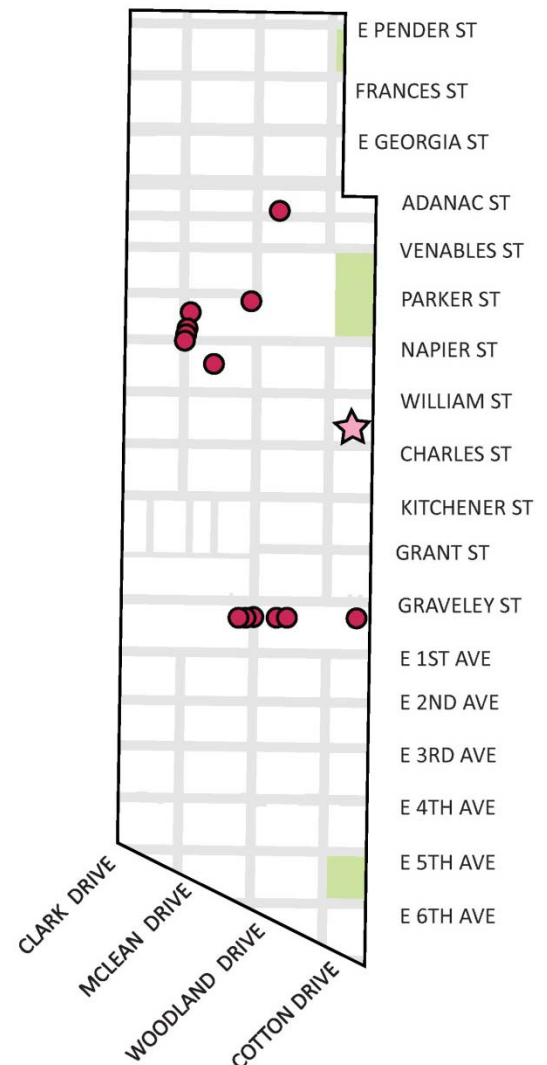 E PENDER ST
FRANCES ST
E GEORGIA ST
ADANAC ST
VENABLES ST
PARKER ST
NAPIER ST
WILLIAM ST
CHARLES ST
KITCHENER ST
GRANT ST
GRAVELEY ST
E 1ST AVE
E 2ND AVE
E 3RD AVE
E 4TH AVE
E 5TH AVE
E 6TH AVE
CLARK DRIVE
MCLEAN DRIVE
WOODLAND DRIVE
COTTON DRIVE